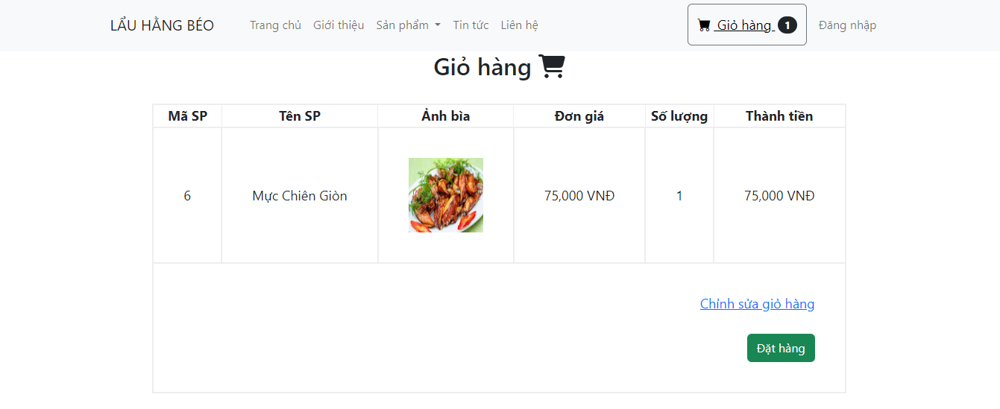 LẨU HẰNG BÉO Trang chủ Giới thiệu Sản phẩm Tin tức Liên hệ Giỏ hàng 1 Đăng nhập
Giỏ hàng
Mã SP Tên SP Ảnh bìa Đơn giá Số lượng Thành tiền
6 Mực Chiên Giòn 75,000 VNĐ 1 75,000 VNĐ
Chỉnh sửa giỏ hàng
Đặt hàng